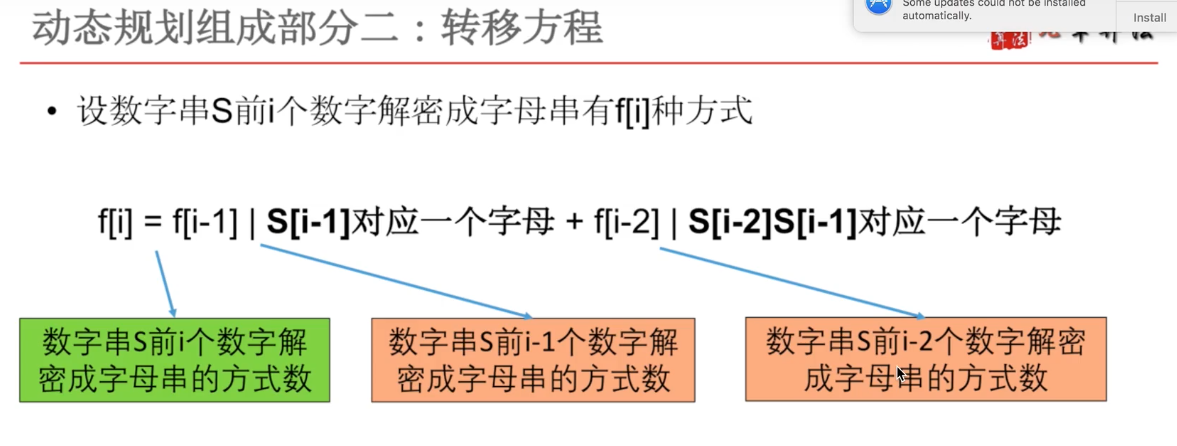 动态规划组成部分二：转移方程
Some updates could not be installed
automatically.
Install
• 设数字串S前i个数字解密成字母串有f[i]种方式
f[i] = f[i-1] | S[i-1]对应一个字母 + f[i-2] | S[i-2]S[i-1]对应一个字母
数字串S前i个数字解
密成字母串的方式数
数字串S前i-1个数字解
密成字母串的方式数
数字串S前i-2个数字解密
成字母串的方式数